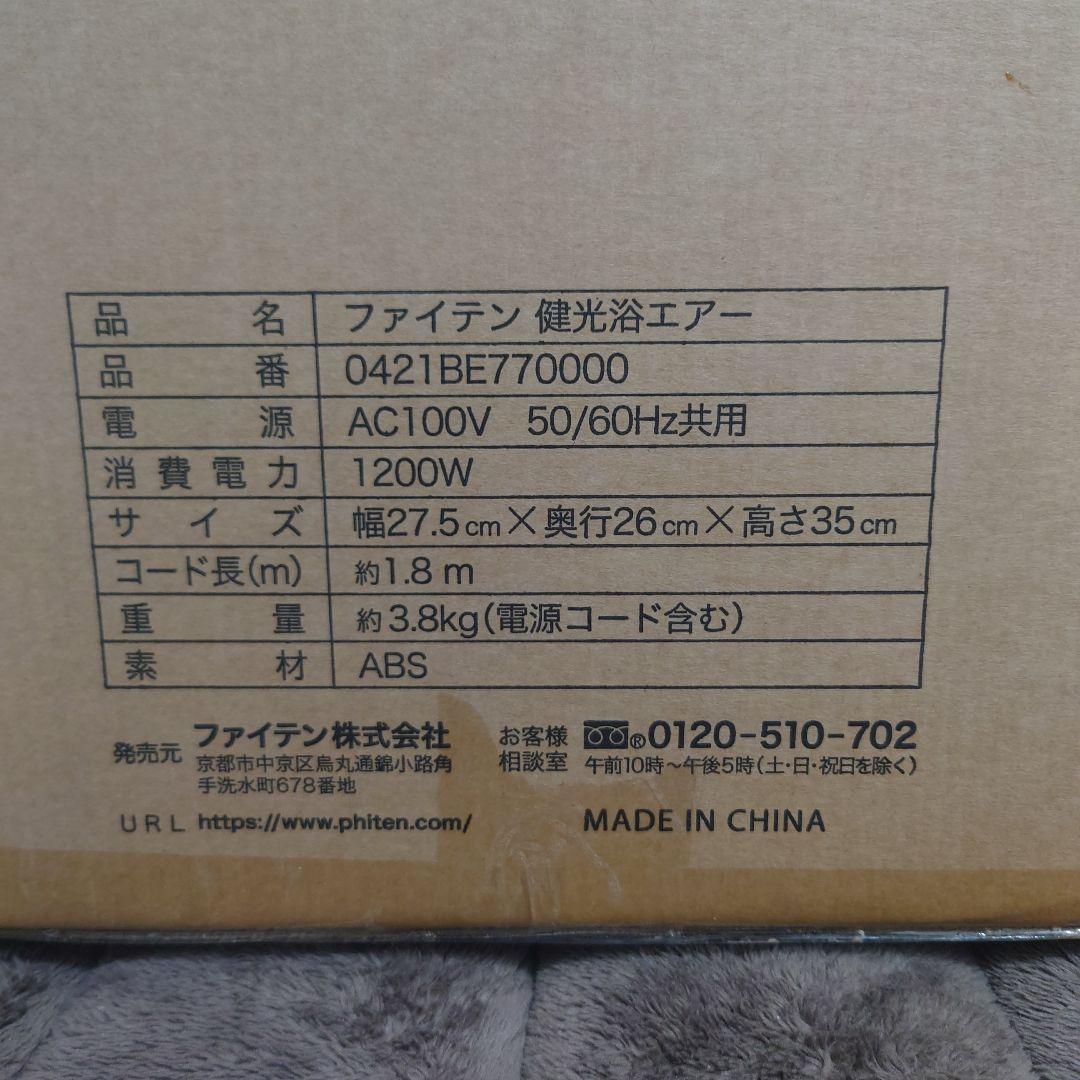 品名 ファイテン 健光浴エアー
品番 0421BE770000
電源 AC100V 50/60Hz共用
消費電力 1200W
サイズ 幅27.5cm×奥行26cm×高さ35cm
コード長(m) 約1.8m
重量 約3.8kg(電源コード含む)
素材 ABS
発売元 ファイテン株式会社
京都市中京区烏丸通錦小路角
手洗水町678番地
URL https://www.phiten.com/
お客様
相談室
®0120-510-702
午前10時~午後5時(土・日・祝日を除く)
MADE IN CHINA